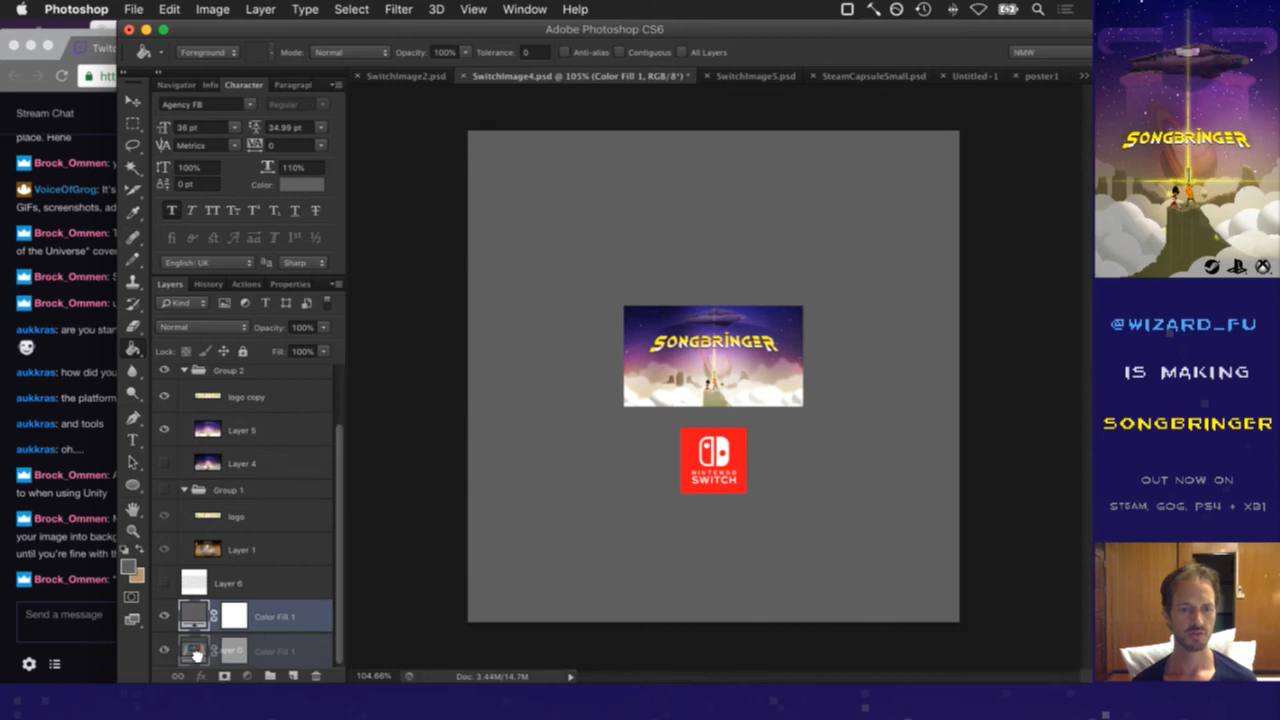 Photoshop File Edit Image Layer Type Select Filter 3D View Window Help
Adobe Photoshop CS6
Foreground Mode: Normal Opacity: 100% Tolerance: 0 Anti-alias Contiguous All Layers NMW
Twitc
SwitchImage2.psd SwitchImage4.psd @ 105% (Color Fill 1, RGB/8*) * SwitchImage5.psd SteamCapsuleSmall.psd Untitled-1 poster1
htt
Navigator Info Character Paragrapl
Agency FB Regular
36 pt 34.99 pt
Metrics 0
100% 110%
0 pt Color:
English: UK Sharp
Layers History Actions Properties
Kind
Normal Opacity: 100%
Lock: Fill: 100%
Group 2
logo copy
Layer 5
Layer 4
Group 1
logo
Layer 1
Layer 6
Color Fill 1
Layer 0 Color Fill 1
104.66% Doc: 3.44M/14.7M
Stream Chat
place. Hehe
Brock_Ommen: y
VoiceOfGrog: It's
GIFs, screenshots, ad
Brock_Ommen: T
of the Universe* cover
Brock_Ommen: S
Brock_Ommen: u
aukkras: are you star
aukkras: how did you
aukkras: the platform
aukkras: and tools
aukkras: oh....
Brock_Ommen: A
to when using Unity
Brock_Ommen: M
your image into backg
until you're fine with th
Brock_Ommen: *
Send a message
SONGBRINGER
NINTENDO
SWITCH
SONGBRINGER
@WIZARD_FU
IS MAKING
SONGBRINGER
OUT NOW ON
STEAM, GOG, PS4 + XB1